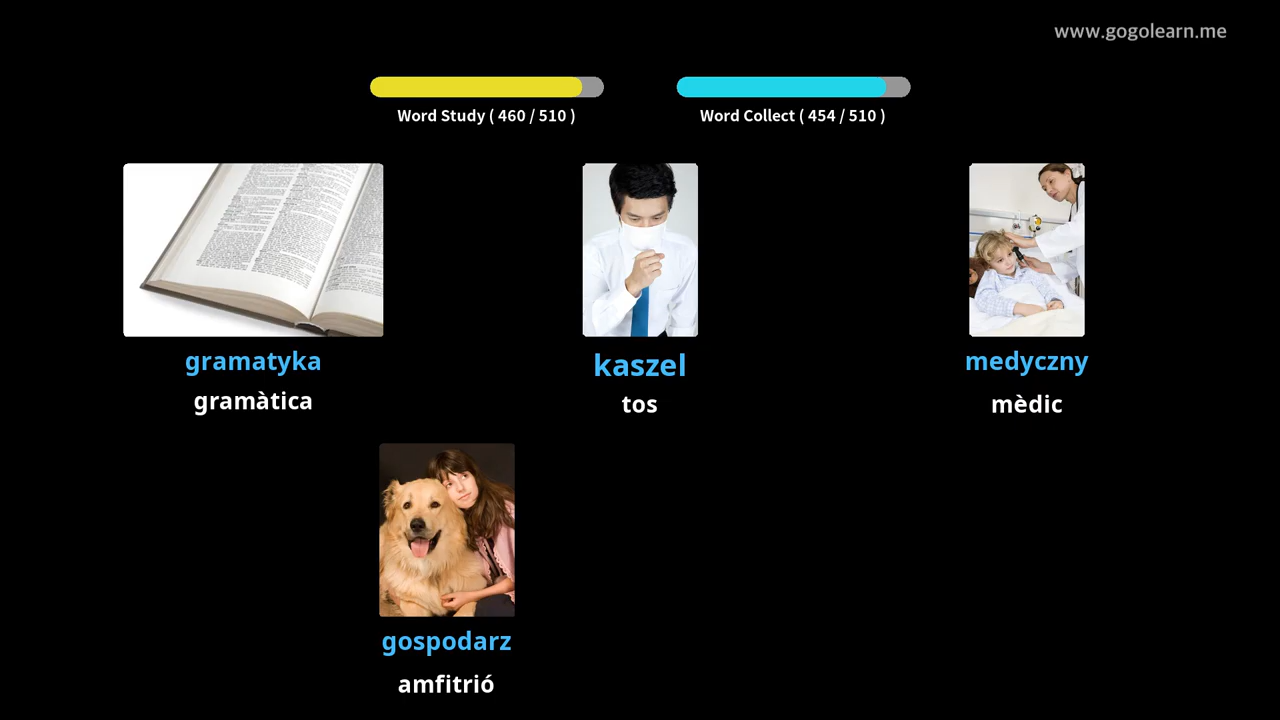 www.gogolearn.me
Word Study ( 460 / 510 )
Word Collect ( 454 / 510 )
gramatyka
gramàtica
kaszel
tos
medyczny
mèdic
gospodarz
amfitrió